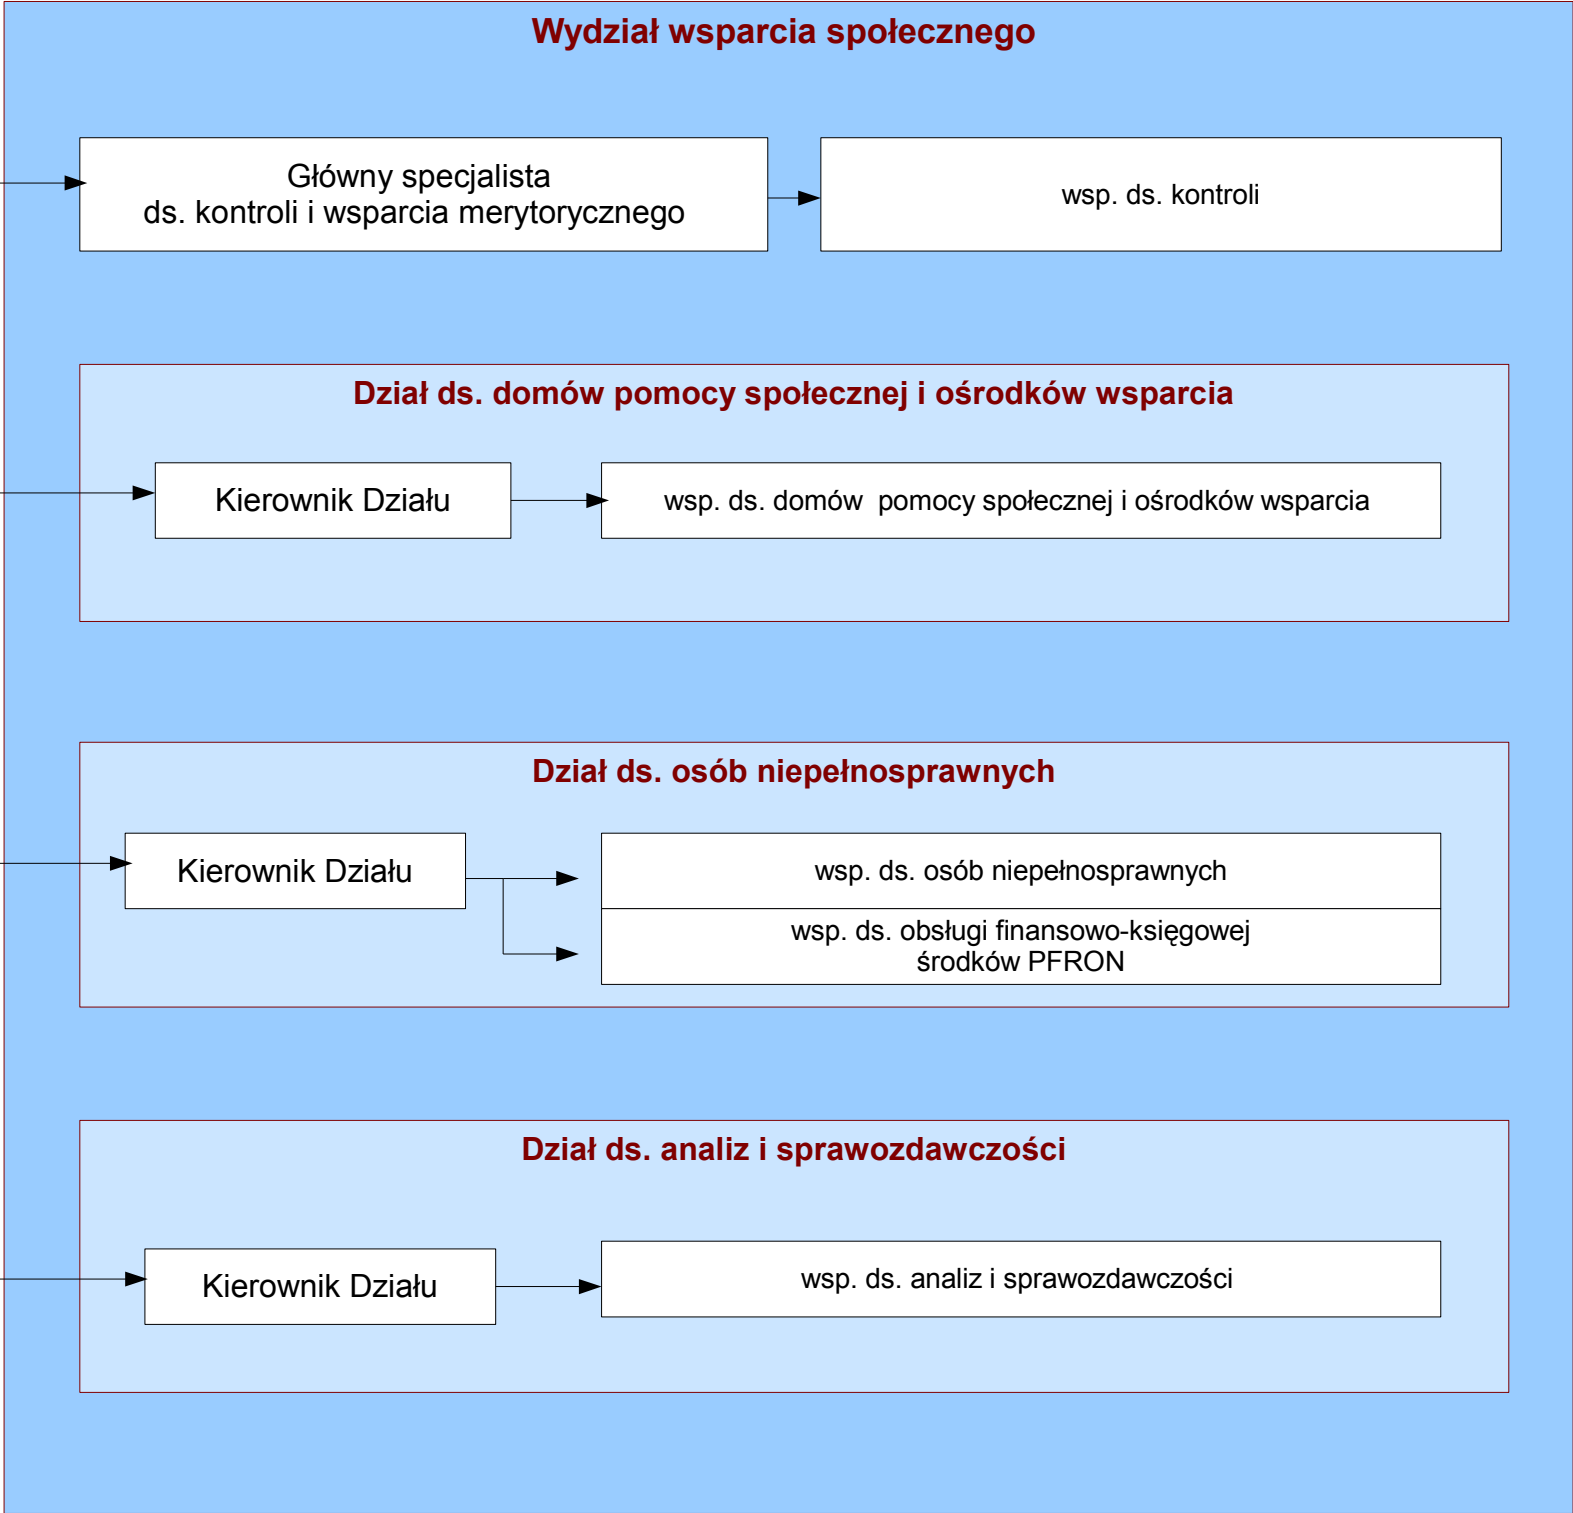 Wydział wsparcia społecznego
Główny specjalista
ds. kontroli i wsparcia merytorycznego
wsp. ds. kontroli
Dział ds. domów pomocy społecznej i ośrodków wsparcia
Kierownik Działu
wsp. ds. domów pomocy społecznej i ośrodków wsparcia
Dział ds. osób niepełnosprawnych
Kierownik Działu
wsp. ds. osób niepełnosprawnych
wsp. ds. obsługi finansowo-księgowej
środków PFRON
Dział ds. analiz i sprawozdawczości
Kierownik Działu
wsp. ds. analiz i sprawozdawczości